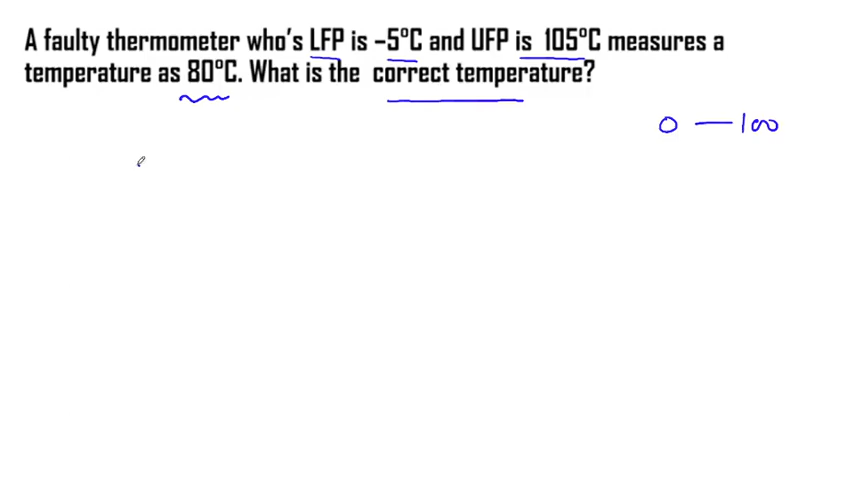 A faulty thermometer who's LFP is –5°C and UFP is 105°C measures a
temperature as 80°C. What is the correct temperature?
0 — 100